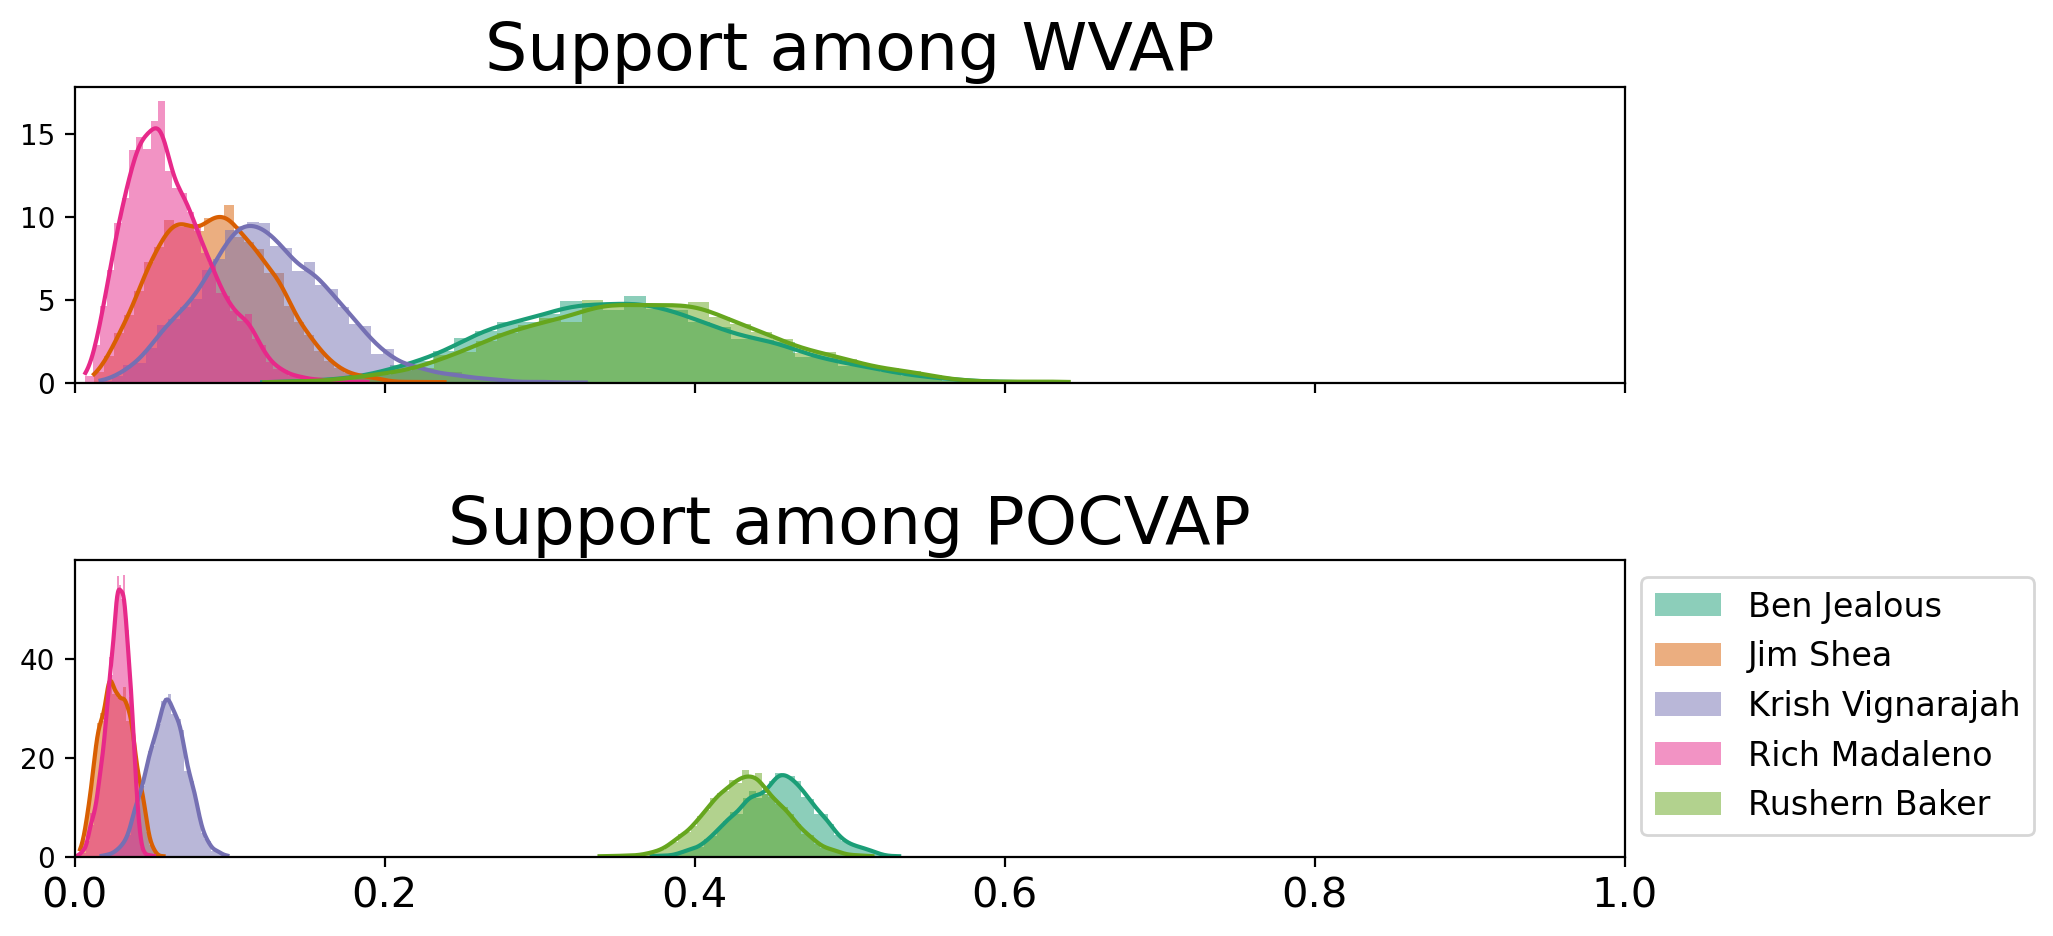 Support among WVAP
15
10
5
0
Support among POCVAP
40
20
0
0.0 0.2 0.4 0.6 0.8 1.0
Ben Jealous
Jim Shea
Krish Vignarajah
Rich Madaleno
Rushern Baker